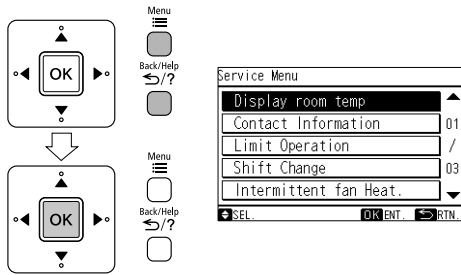 Menu
Back/Help
/?
OK
Menu
Back/Help
/?
OK
Service Menu
Display room temp
Contact Information 01
Limit Operation /
Shift Change 03
Intermittent fan Heat.
SEL. OK ENT. RTN.